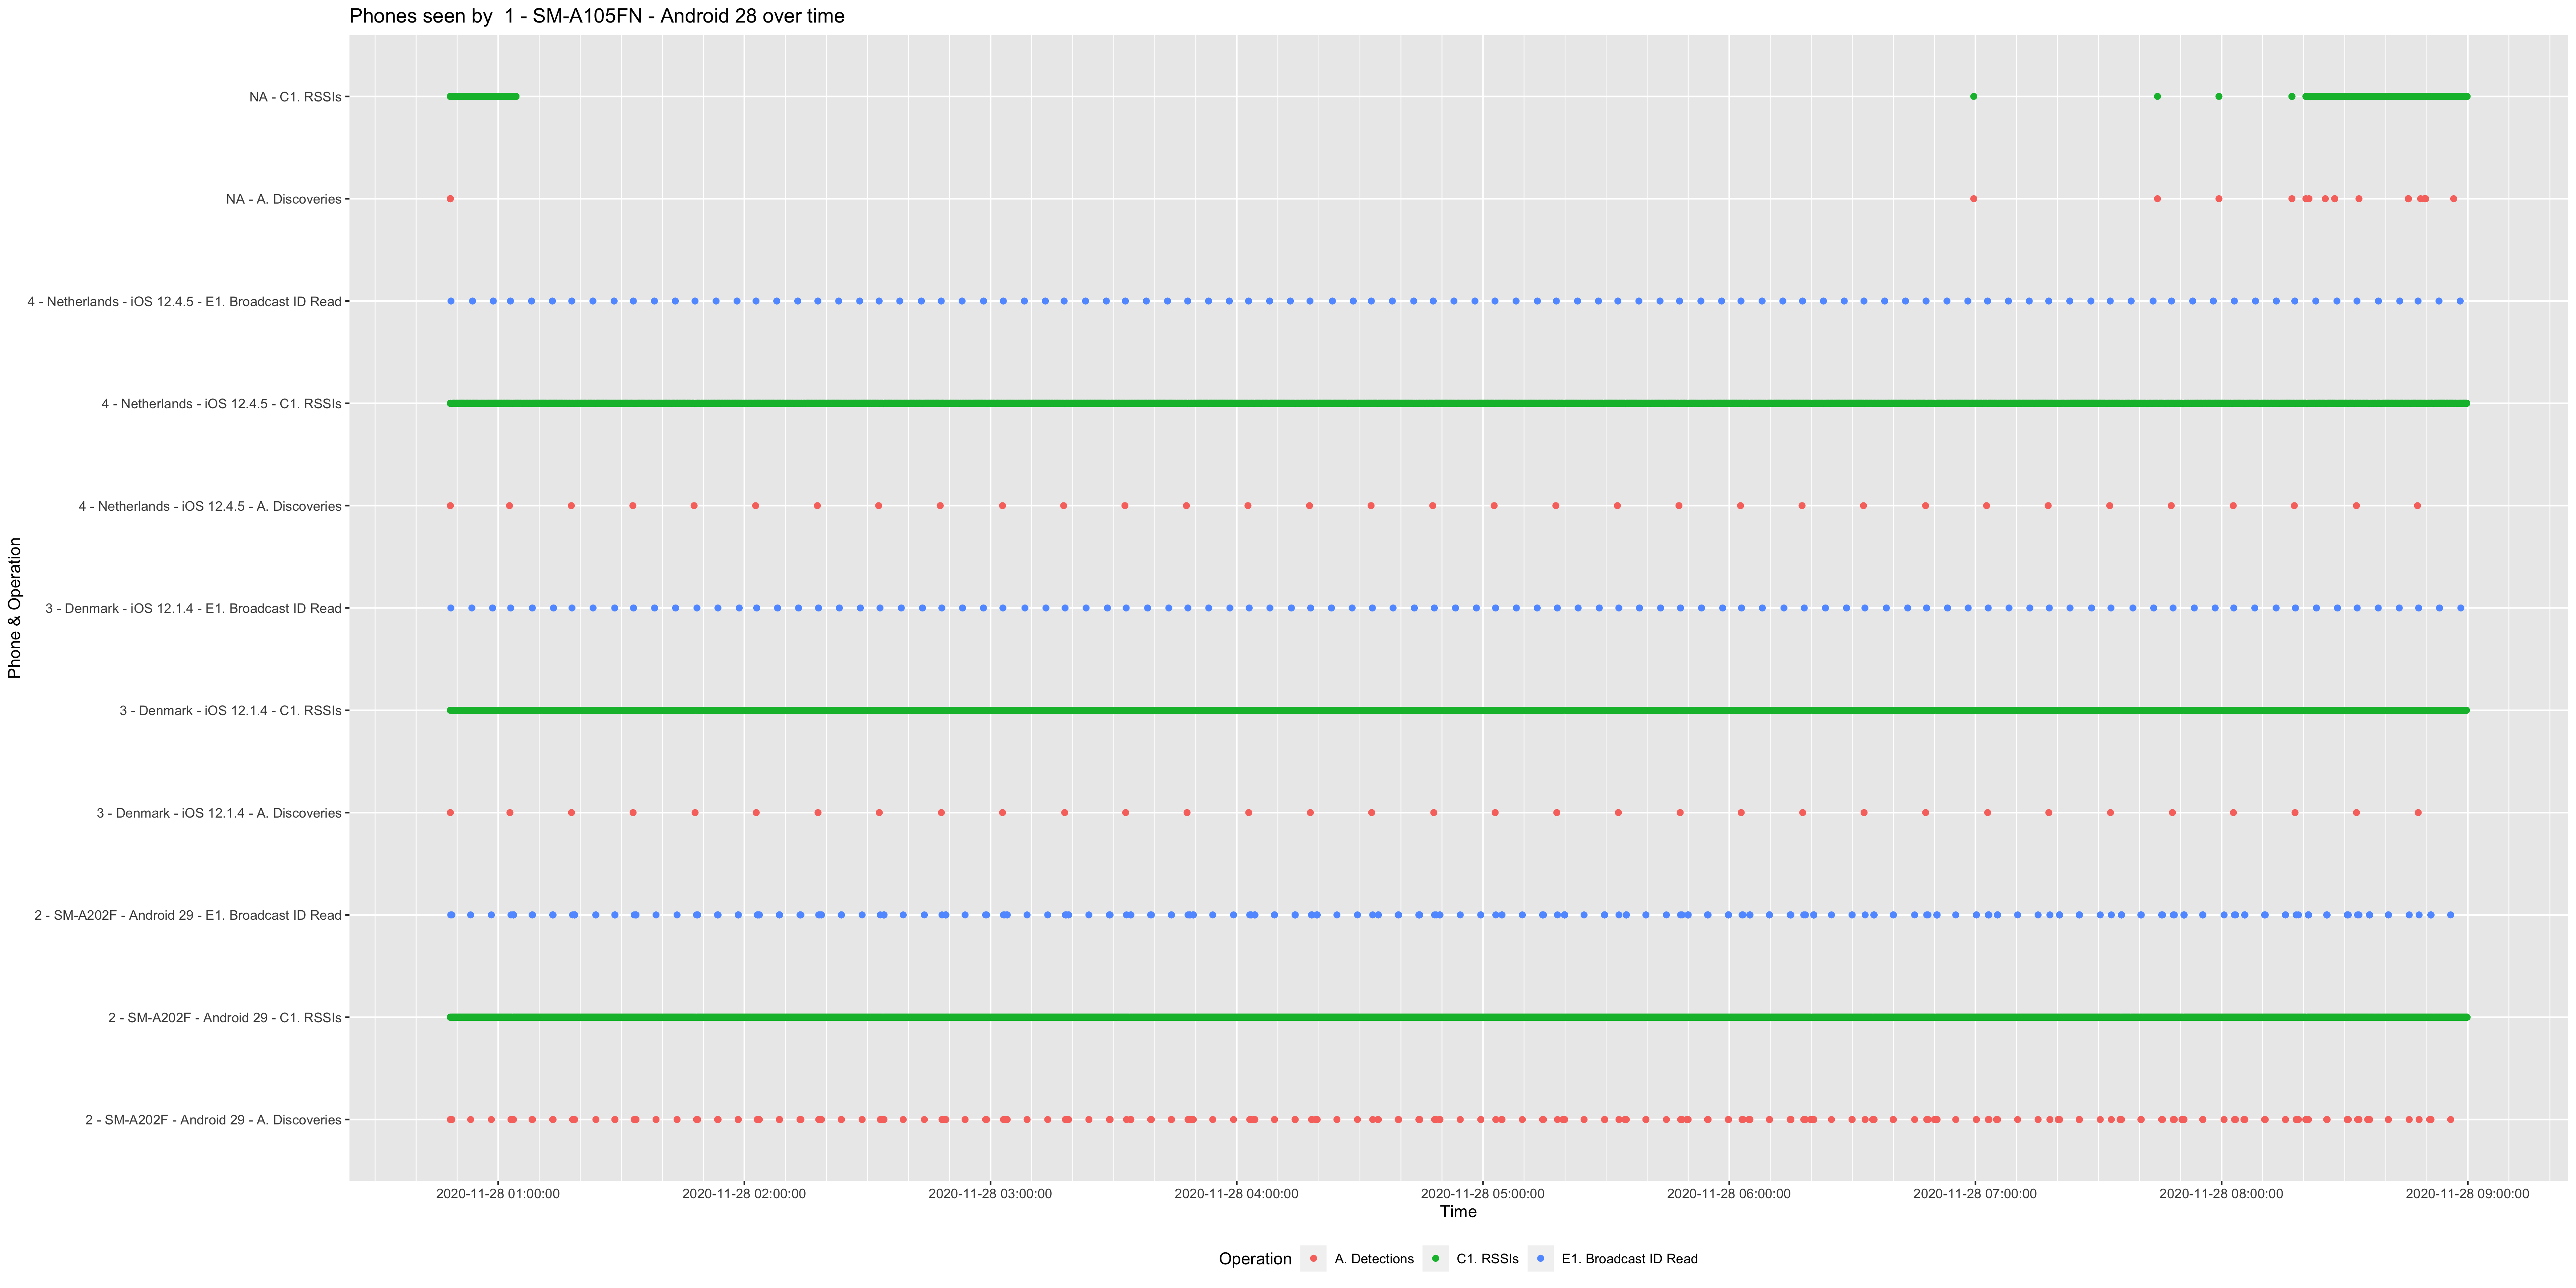 Phones seen by  1 - SM-A105FN - Android 28 over time
NA - C1. RSSIs
NA - A. Discoveries
4 - Netherlands - iOS 12.4.5 - E1. Broadcast ID Read
4 - Netherlands - iOS 12.4.5 - C1. RSSIs
4 - Netherlands - iOS 12.4.5 - A. Discoveries
3 - Denmark - iOS 12.1.4 - E1. Broadcast ID Read
3 - Denmark - iOS 12.1.4 - C1. RSSIs
3 - Denmark - iOS 12.1.4 - A. Discoveries
2 - SM-A202F - Android 29 - E1. Broadcast ID Read
2 - SM-A202F - Android 29 - C1. RSSIs
2 - SM-A202F - Android 29 - A. Discoveries
Phone & Operation
2020-11-28 01:00:00 2020-11-28 02:00:00 2020-11-28 03:00:00 2020-11-28 04:00:00 2020-11-28 05:00:00 2020-11-28 06:00:00 2020-11-28 07:00:00 2020-11-28 08:00:00 2020-11-28 09:00:00
Time
Operation A. Detections C1. RSSIs E1. Broadcast ID Read